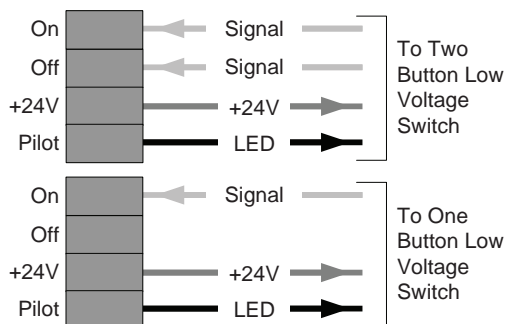 On Signal
Off Signal
+24V +24V
Pilot LED
To Two
Button Low
Voltage
Switch
On Signal
Off
+24V +24V
Pilot LED
To One
Button Low
Voltage
Switch